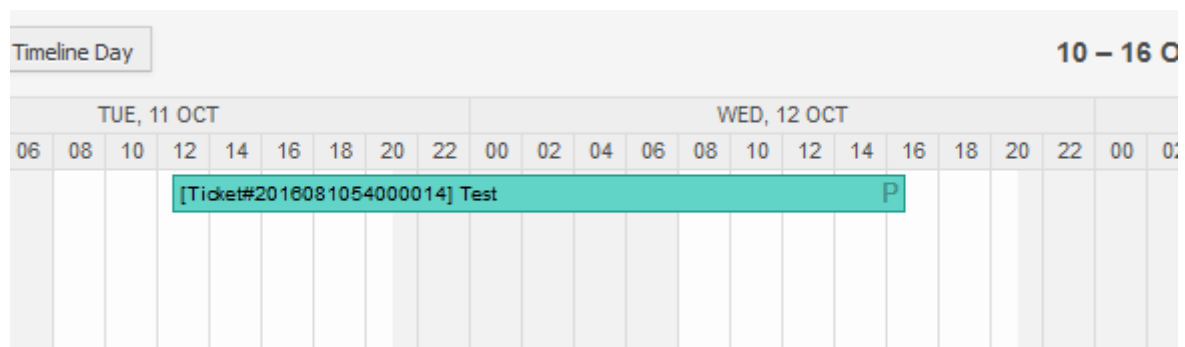 Timeline Day
10 – 16 O
TUE, 11 OCT WED, 12 OCT
06 08 10 12 14 16 18 20 22 00 02 04 06 08 10 12 14 16 18 20 22 00 02
[Ticket#2016081054000014] Test P